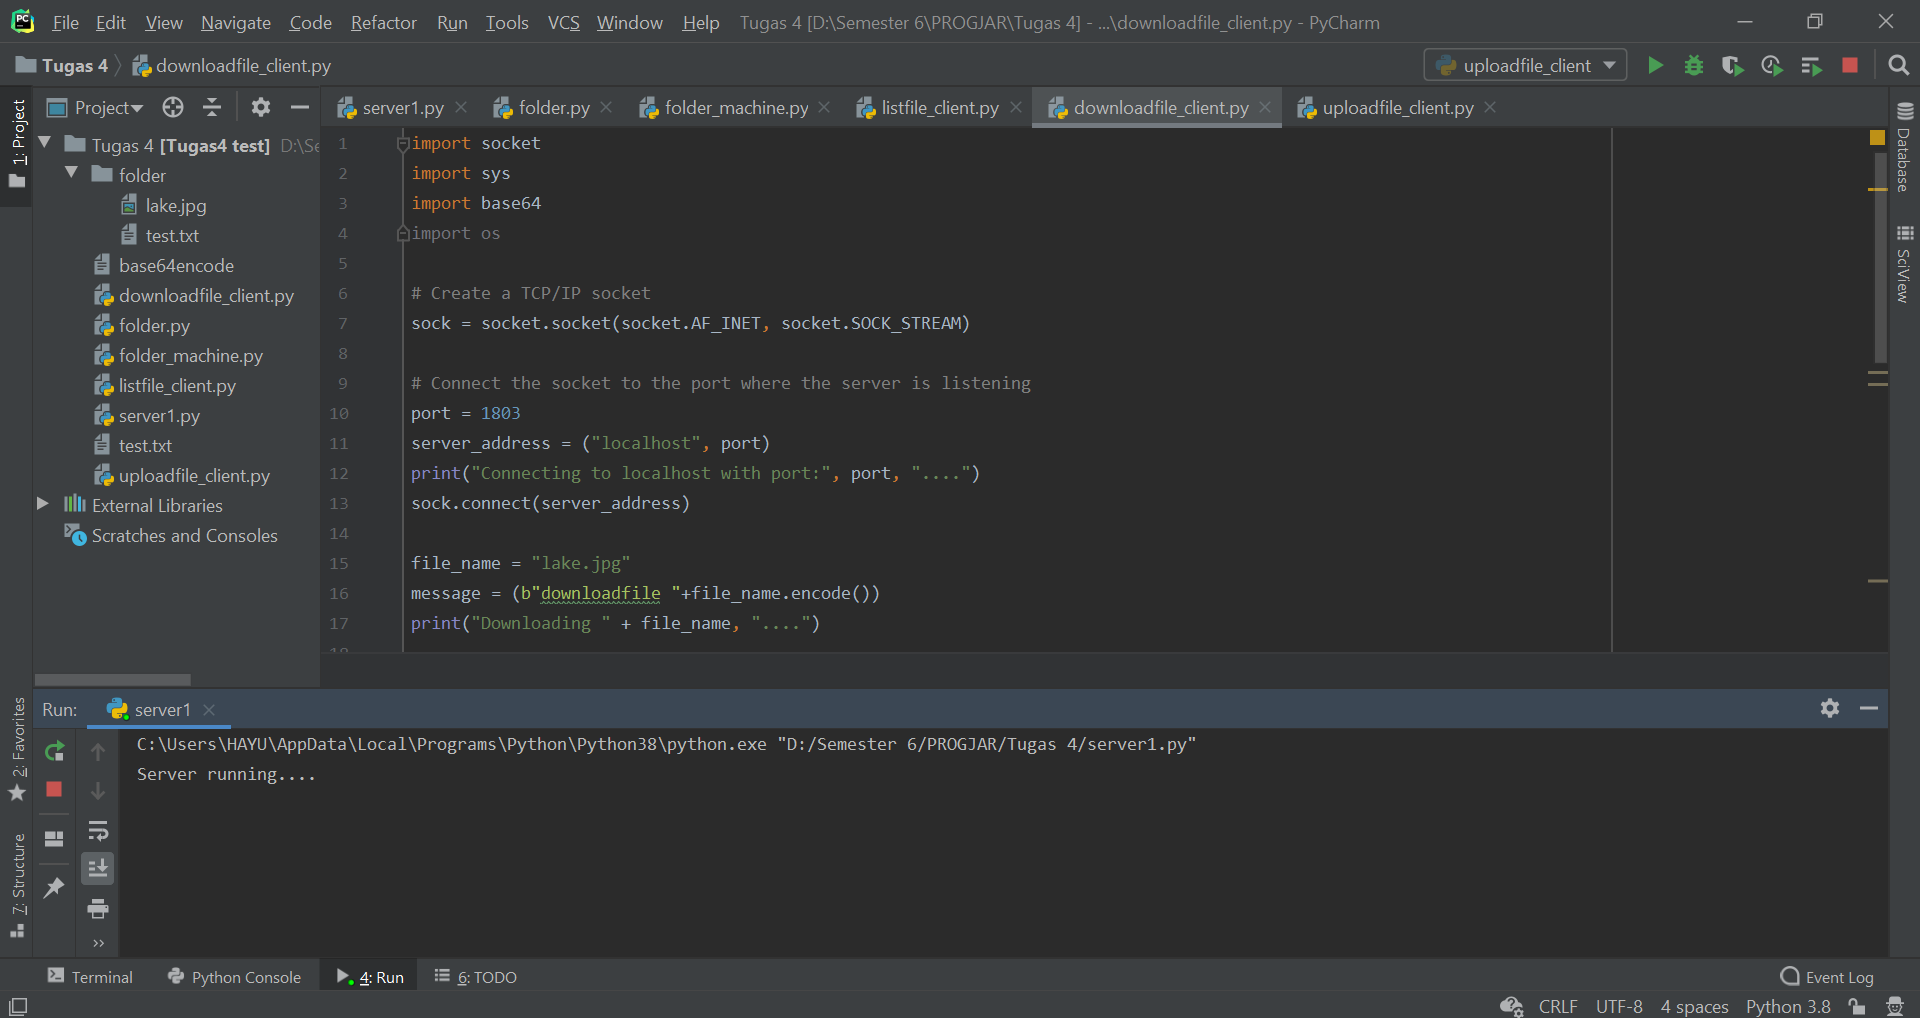 PC File Edit View Navigate Code Refactor Run Tools VCS Window Help Tugas 4 [D:\Semester 6\PROGJAR\Tugas 4] - ...\downloadfile_client.py - PyCharm
Tugas 4 downloadfile_client.py uploadfile_client
1: Project
Project
server1.py folder.py folder_machine.py listfile_client.py downloadfile_client.py uploadfile_client.py
Tugas 4 [Tugas4 test] D:\Se
folder
lake.jpg
test.txt
base64encode
downloadfile_client.py
folder.py
folder_machine.py
listfile_client.py
server1.py
test.txt
uploadfile_client.py
External Libraries
Scratches and Consoles
1 import socket
2 import sys
3 import base64
4 import os
5
6 # Create a TCP/IP socket
7 sock = socket.socket(socket.AF_INET, socket.SOCK_STREAM)
8
9 # Connect the socket to the port where the server is listening
10 port = 1803
11 server_address = ("localhost", port)
12 print("Connecting to localhost with port:", port, "....")
13 sock.connect(server_address)
14
15 file_name = "lake.jpg"
16 message = (b"downloadfile "+file_name.encode())
17 print("Downloading " + file_name, "....")
18
Database
SciView
2: Favorites
7: Structure
Run: server1
C:\Users\HAYU\AppData\Local\Programs\Python\Python38\python.exe "D:/Semester 6/PROGJAR/Tugas 4/server1.py"
Server running....
Terminal Python Console 4: Run 6: TODO Event Log
CRLF UTF-8 4 spaces Python 3.8